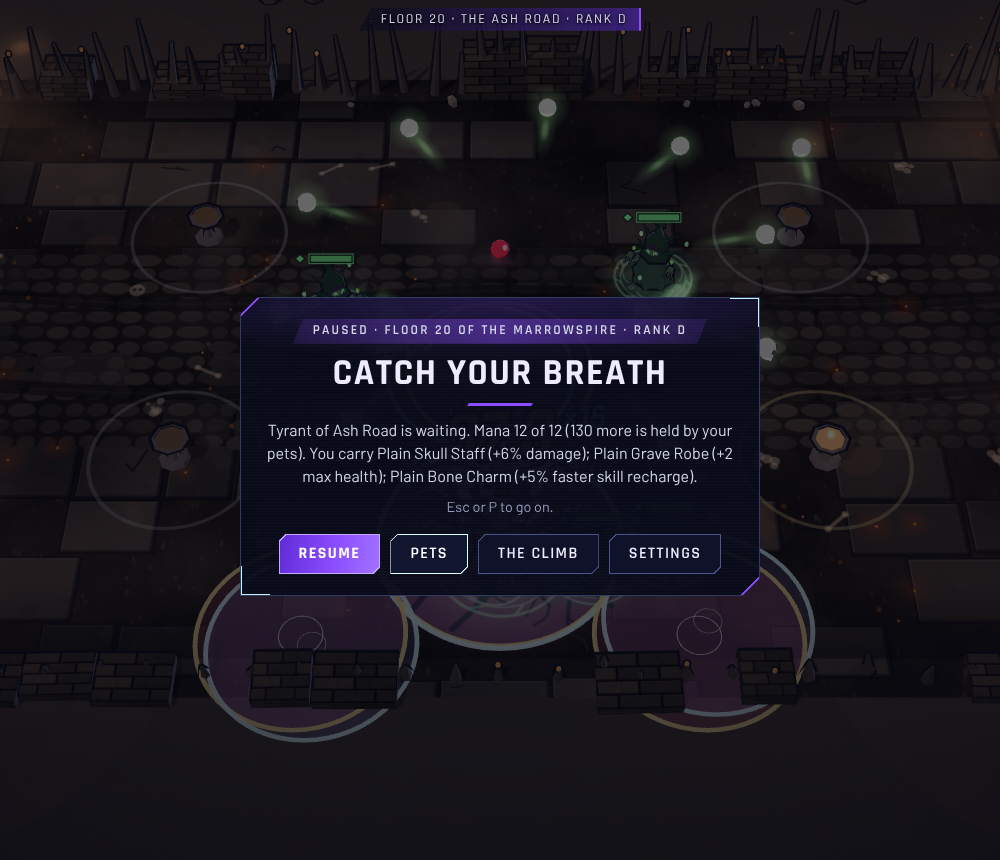 FLOOR 20 · THE ASH ROAD · RANK D
PAUSED · FLOOR 20 OF THE MARROWSPIRE · RANK D
CATCH YOUR BREATH
Tyrant of Ash Road is waiting. Mana 12 of 12 (130 more is held by your
pets). You carry Plain Skull Staff (+6% damage); Plain Grave Robe (+2
max health); Plain Bone Charm (+5% faster skill recharge).
Esc or P to go on.
RESUME
PETS
THE CLIMB
SETTINGS